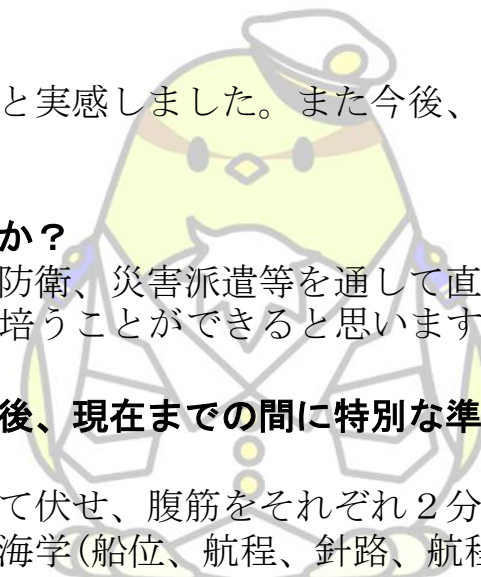 と実感しました。また今後、
か？
防衛、災害派遣等を通して直
培うことができると思います
後、現在までの間に特別な準
て伏せ、腹筋をそれぞれ２分
海学(船位、航程、針路、航程